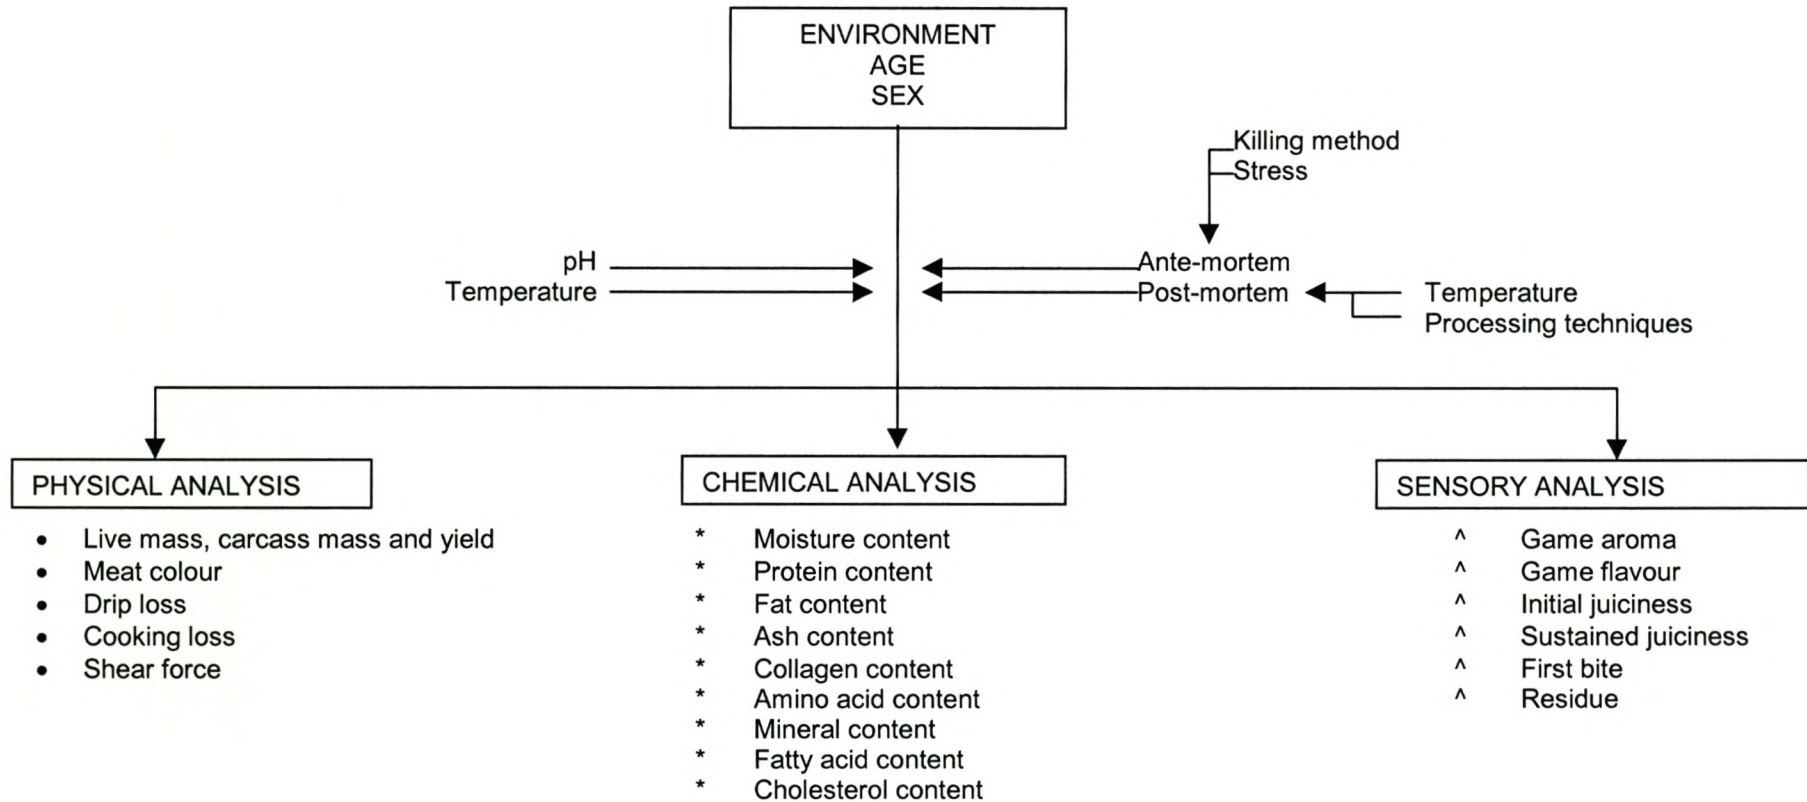 ENVIRONMENT
AGE
SEX
Killing method
Stress
pH
Temperature
Ante-mortem
Post-mortem
Temperature
Processing techniques
PHYSICAL ANALYSIS
• Live mass, carcass mass and yield
• Meat colour
• Drip loss
• Cooking loss
• Shear force
CHEMICAL ANALYSIS
* Moisture content
* Protein content
* Fat content
* Ash content
* Collagen content
* Amino acid content
* Mineral content
* Fatty acid content
* Cholesterol content
SENSORY ANALYSIS
^ Game aroma
^ Game flavour
^ Initial juiciness
^ Sustained juiciness
^ First bite
^ Residue